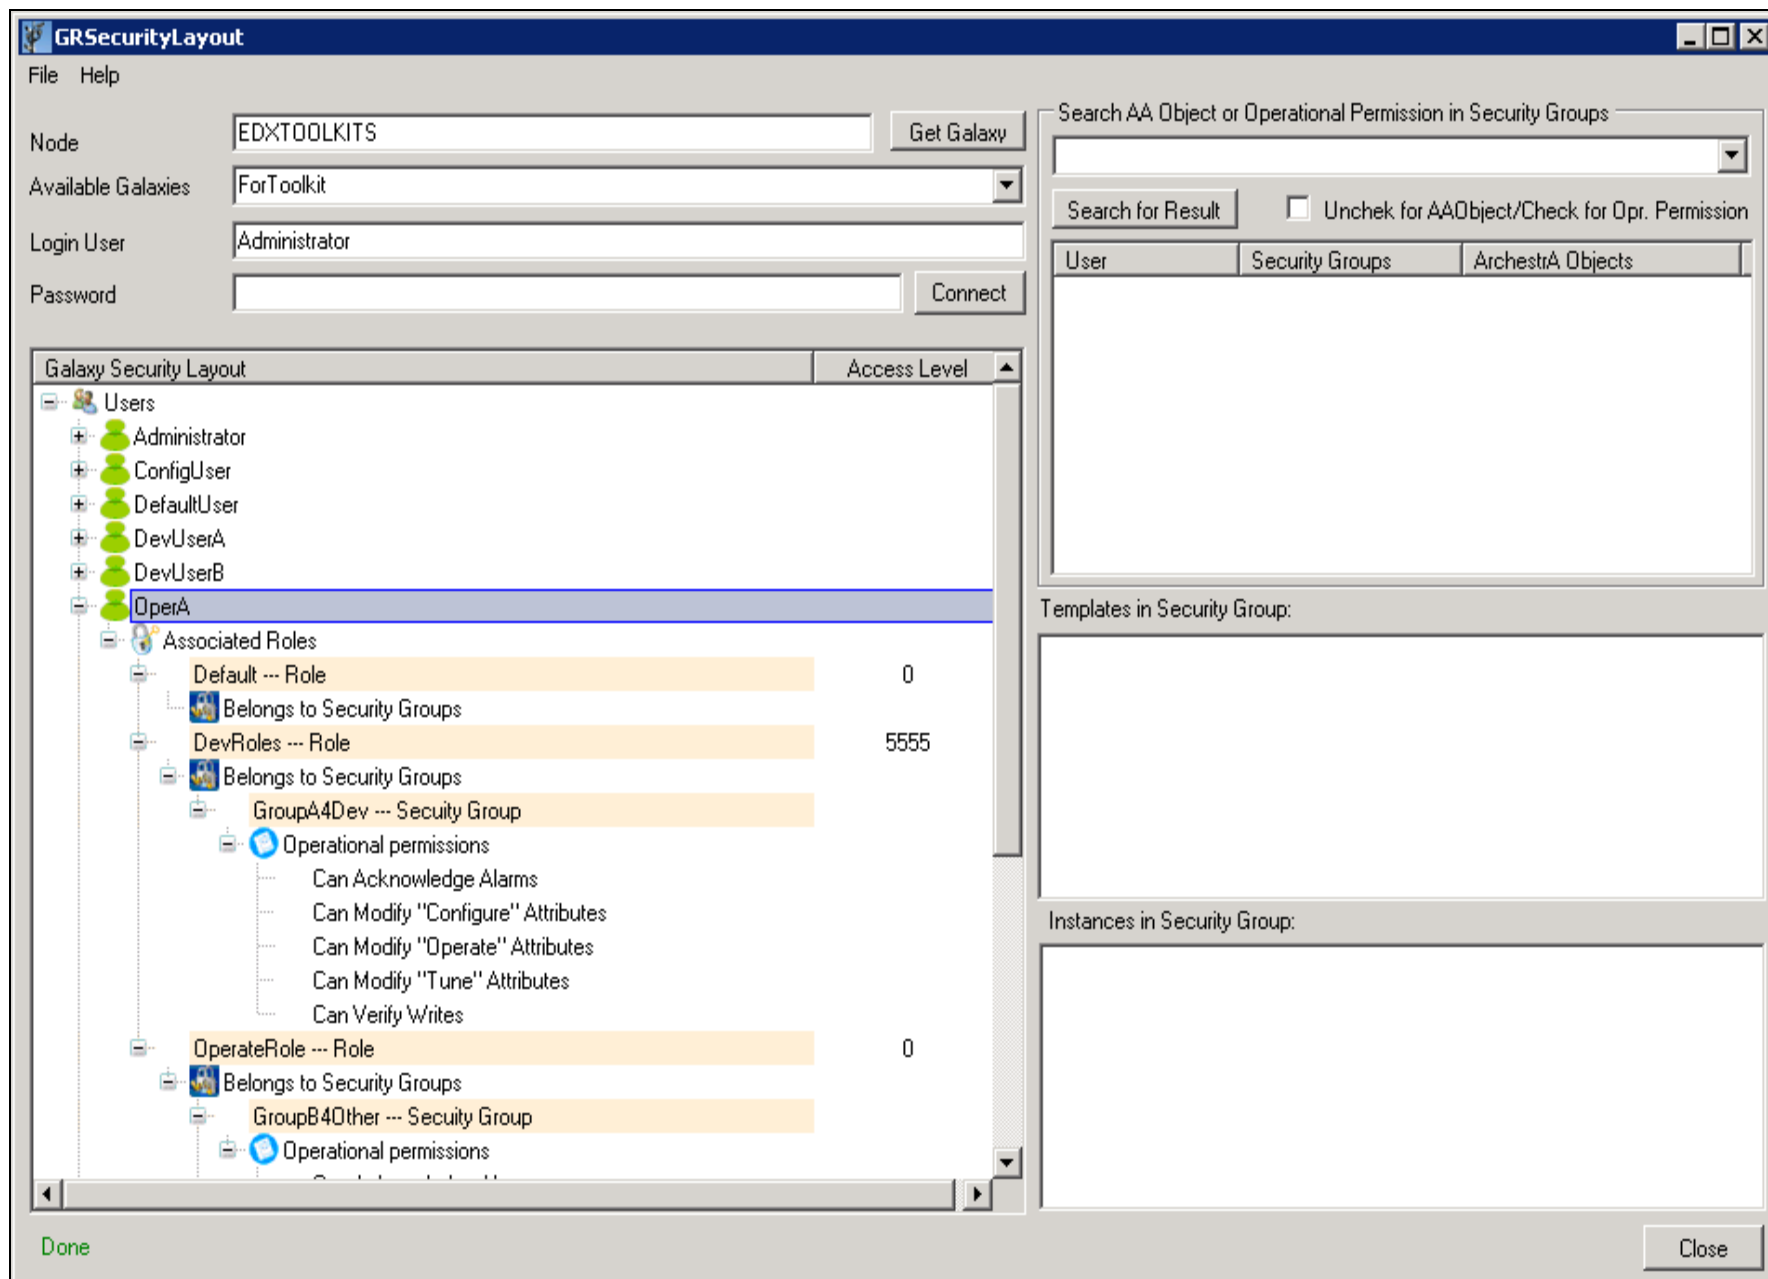 GRSecurityLayout
File Help
Node
EDXTOOLKITS
Get Galaxy
Available Galaxies
ForToolkit
Login User
Administrator
Password
Connect
Galaxy Security Layout Access Level
Users
Administrator
ConfigUser
DefaultUser
DevUserA
DevUserB
OperA
Associated Roles
Default --- Role 0
Belongs to Security Groups
DevRoles --- Role 5555
Belongs to Security Groups
GroupA4Dev --- Secuity Group
Operational permissions
Can Acknowledge Alarms
Can Modify "Configure" Attributes
Can Modify "Operate" Attributes
Can Modify "Tune" Attributes
Can Verify Writes
OperateRole --- Role 0
Belongs to Security Groups
GroupB4Other --- Secuity Group
Operational permissions
Done
Search AA Object or Operational Permission in Security Groups
Search for Result
Unchek for AAObject/Check for Opr. Permission
User Security Groups ArchestrA Objects
Templates in Security Group:
Instances in Security Group:
Close